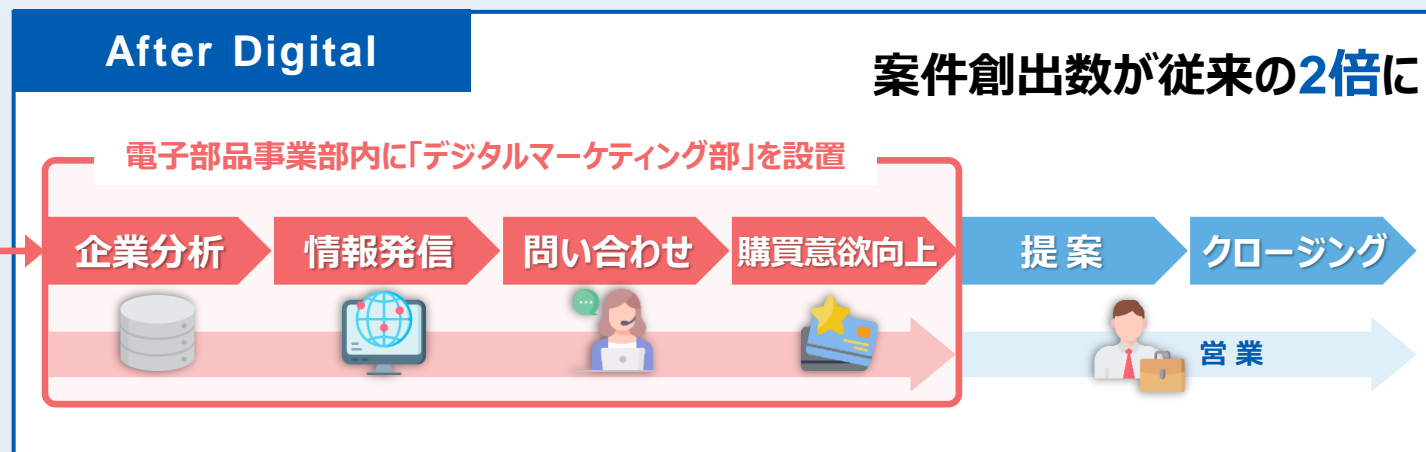 After Digital
案件創出数が従来の2倍に
電子部品事業部内に「デジタルマーケティング部」を設置
企業分析
情報発信
問い合わせ
購買意欲向上
提案
クロージング
営業